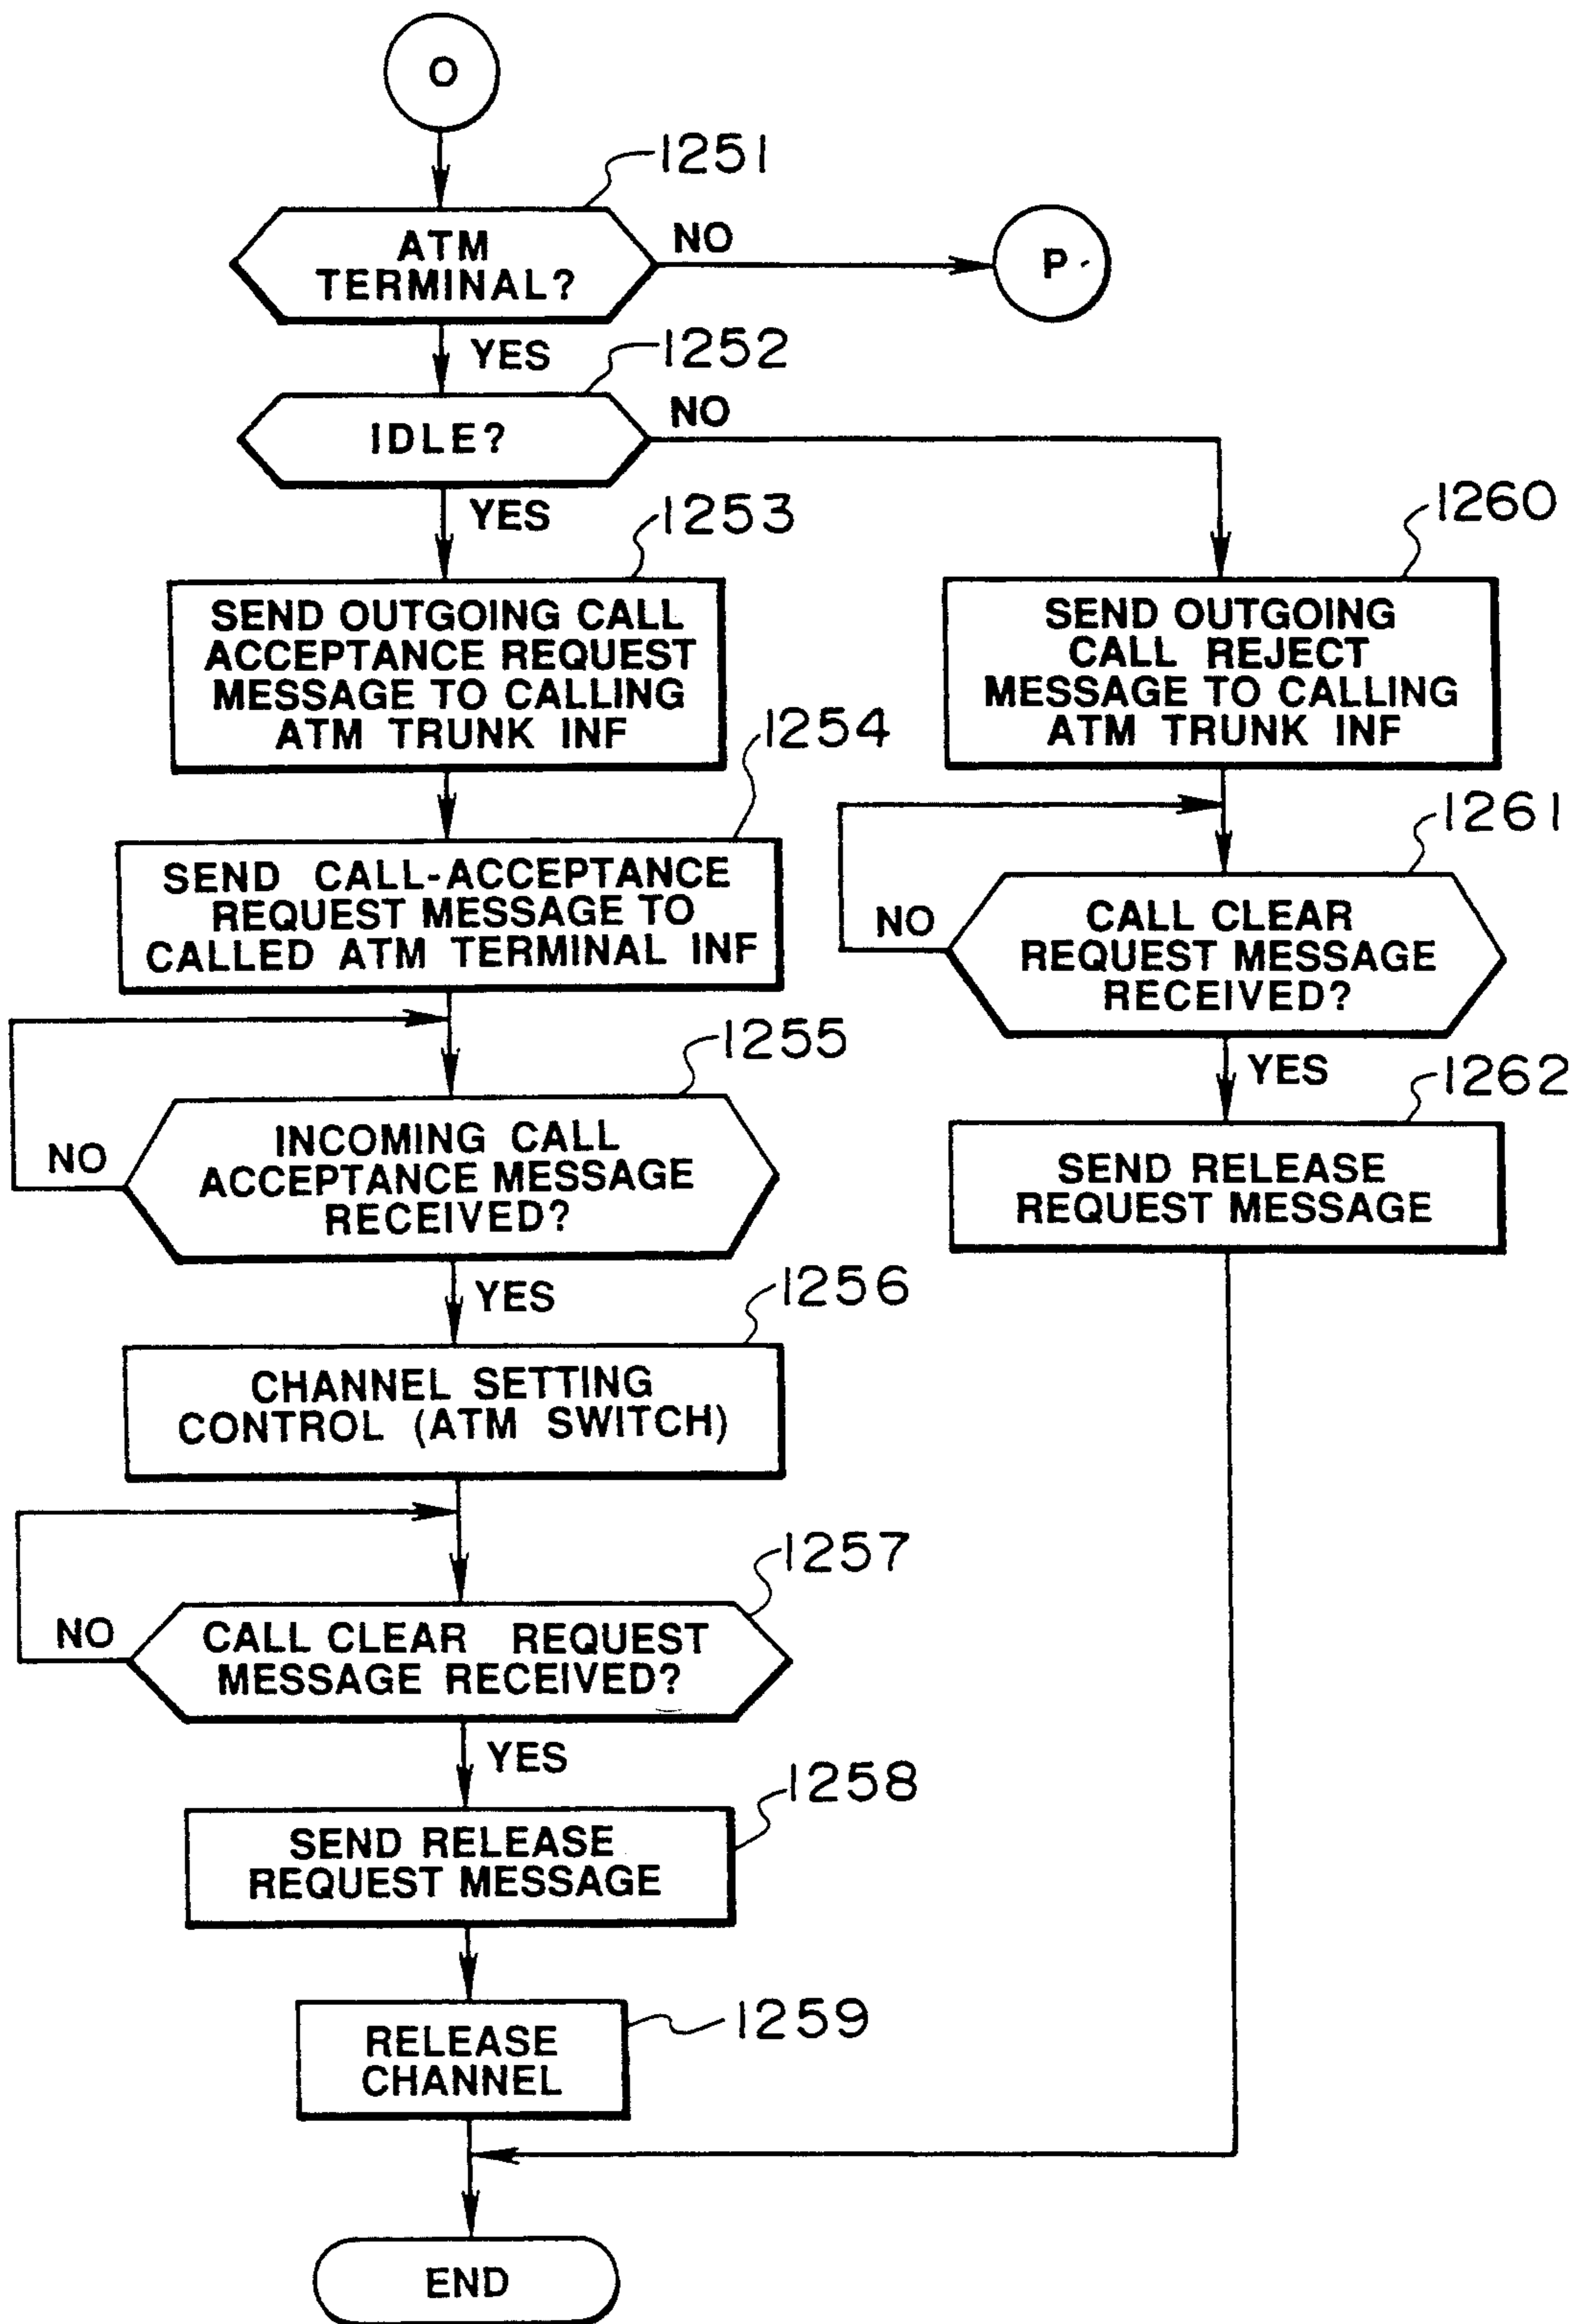 O
1251
ATM
TERMINAL?
NO
P
YES
1252
IDLE?
NO
YES
1253
SEND OUTGOING CALL
ACCEPTANCE REQUEST
MESSAGE TO CALLING
ATM TRUNK INF
1260
SEND OUTGOING
CALL REJECT
MESSAGE TO CALLING
ATM TRUNK INF
1254
SEND CALL-ACCEPTANCE
REQUEST MESSAGE TO
CALLED ATM TERMINAL INF
1261
CALL CLEAR
REQUEST MESSAGE
RECEIVED?
NO
YES
1255
INCOMING CALL
ACCEPTANCE MESSAGE
RECEIVED?
NO
YES
1262
SEND RELEASE
REQUEST MESSAGE
1256
CHANNEL SETTING
CONTROL (ATM SWITCH)
1257
CALL CLEAR REQUEST
MESSAGE RECEIVED?
NO
YES
1258
SEND RELEASE
REQUEST MESSAGE
1259
RELEASE
CHANNEL
END